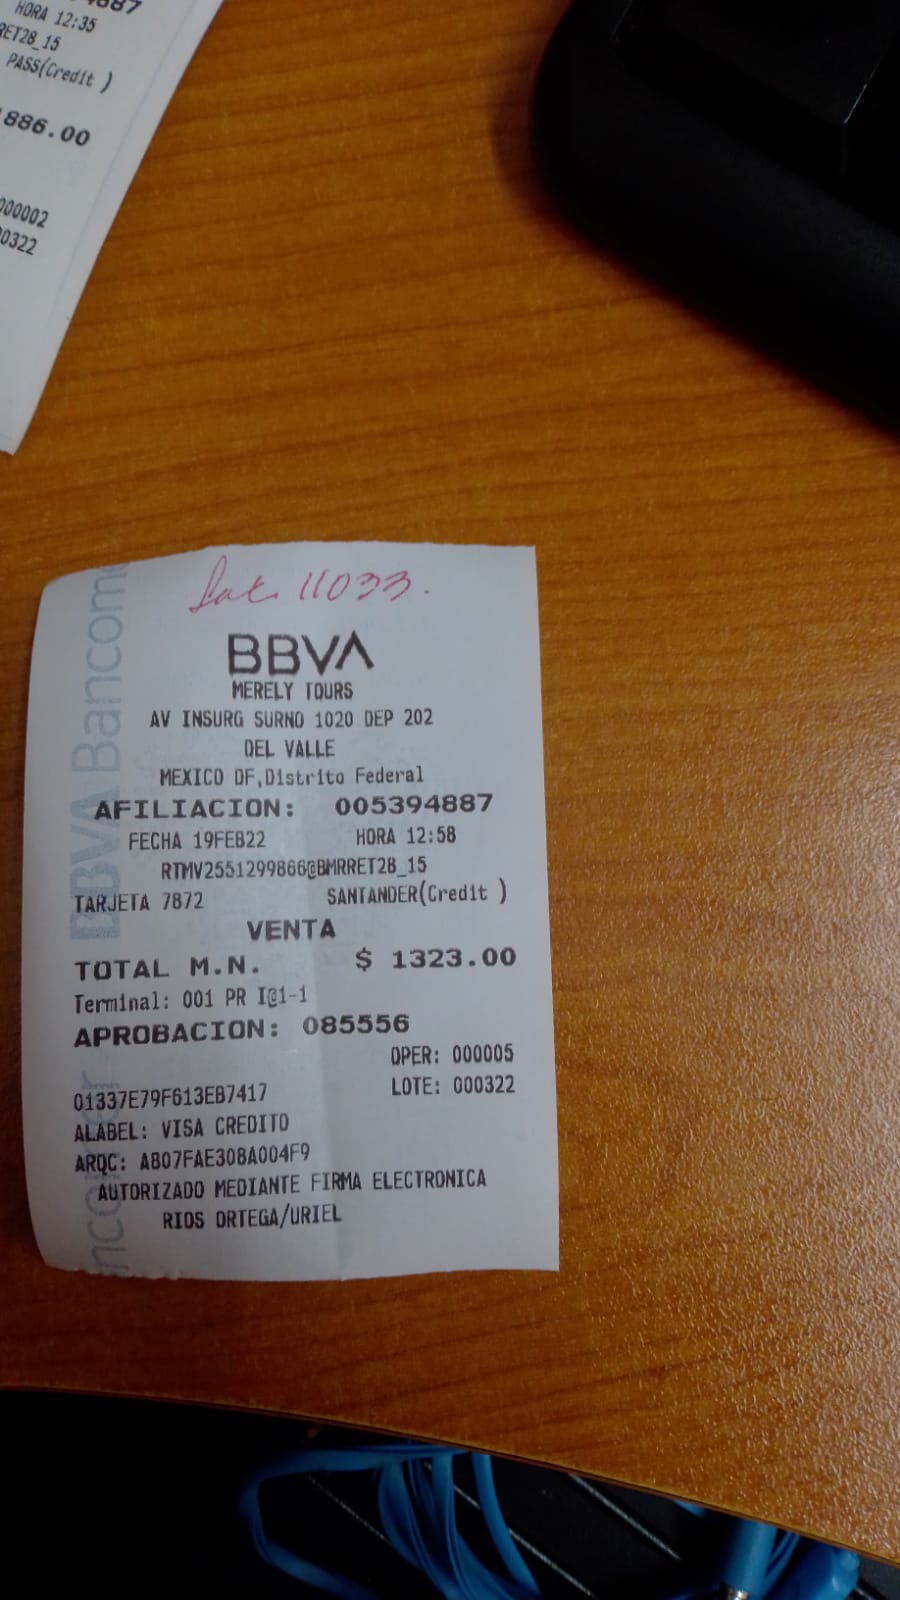 4887
HORA 12:35
RET28_15
PASS(Credit )
886.00
000002
0322
11033.
BBVA
MERELY TOURS
AV INSURG SURNO 1020 DEP 202
DEL VALLE
MEXICO DF,Distrito Federal
AFILIACION: 005394887
FECHA 19FEB22 HORA 12:58
RTMV2551299866@BMRRET28_15
TARJETA 7872 SANTANDER(Credit )
VENTA
TOTAL M.N. $ 1323.00
Terminal: 001 PR I@1-1
APROBACION: 085556
OPER: 000005
LOTE: 000322
01337E79F613EB7417
ALABEL: VISA CREDITO
ARQC: AB07FAE308A004F9
AUTORIZADO MEDIANTE FIRMA ELECTRONICA
RIOS ORTEGA/URIEL
BBVA Bancome
ncomer